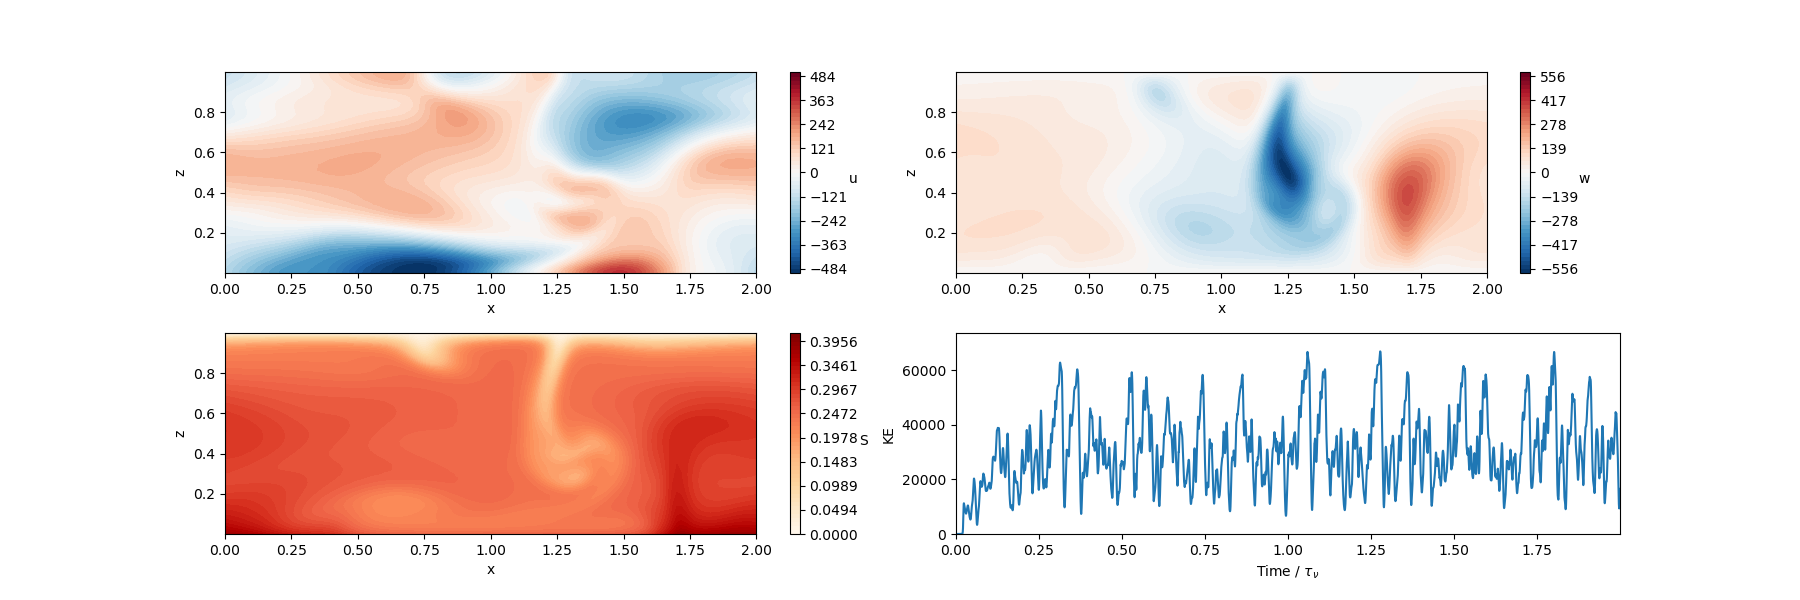 0.8
0.6
0.4
0.2
z
0.00 0.25 0.50 0.75 1.00 1.25 1.50 1.75 2.00
x
484
363
242
121
0
−121
−242
−363
−484
u
0.8
0.6
0.4
0.2
z
0.00 0.25 0.50 0.75 1.00 1.25 1.50 1.75 2.00
x
556
417
278
139
0
−139
−278
−417
−556
w
0.8
0.6
0.4
0.2
z
0.00 0.25 0.50 0.75 1.00 1.25 1.50 1.75 2.00
x
0.3956
0.3461
0.2967
0.2472
0.1978
0.1483
0.0989
0.0494
0.0000
S
60000
40000
20000
0
KE
0.00 0.25 0.50 0.75 1.00 1.25 1.50 1.75
Time / τν